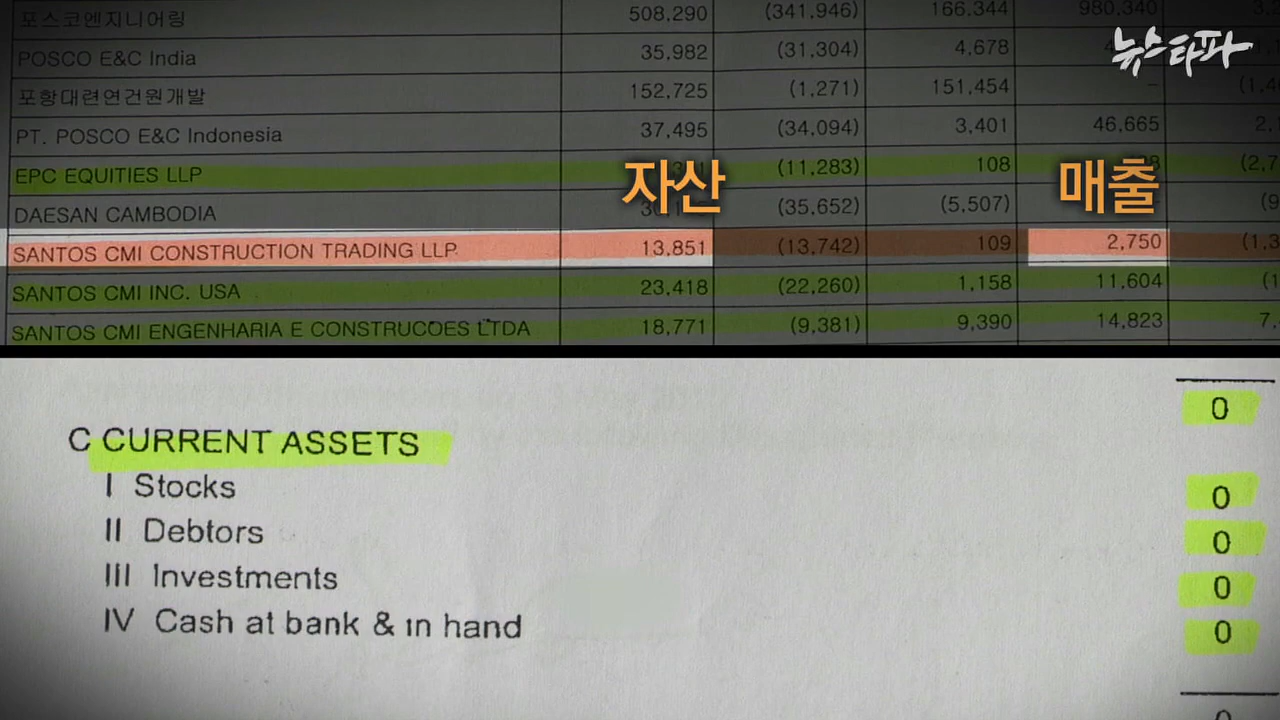 포스코엔지니어링 508,290 (341,946) 166,344 980,340
뉴스타파
POSCO E&C India 35,982 (31,304) 4,678
포항대련연건원개발 152,725 (1,271) 151,454 –
PT. POSCO E&C Indonesia 37,495 (34,094) 3,401 46,665
EPC EQUITIES LLP (11,283) 108
자산 매출
DAESAN CAMBODIA (35,652) (5,507)
SANTOS CMI CONSTRUCTION TRADING LLP. 13,851 (13,742) 109 2,750
SANTOS CMI INC. USA 23,418 (22,260) 1,158 11,604
SANTOS CMI ENGENHARIA E CONSTRUCOES LTDA 18,771 (9,381) 9,390 14,823
0
C CURRENT ASSETS
I Stocks 0
II Debtors 0
III Investments 0
IV Cash at bank & in hand 0